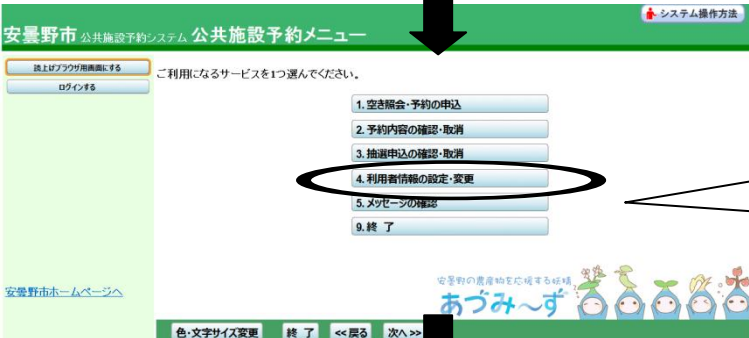 システム操作方法
安曇野市 公共施設予約システム 公共施設予約メニュー
読上げブラウザ用画面にする
ログインする
ご利用になるサービスを1つ選んでください。
1. 空き照会・予約の申込
2. 予約内容の確認・取消
3. 抽選申込の確認・取消
4. 利用者情報の設定・変更
5. メッセージの確認
9. 終 了
安曇野市ホームページへ
安曇野の農産物を応援する妖精
あづみ～ず
色・文字サイズ変更 終 了 <<戻る 次へ>>